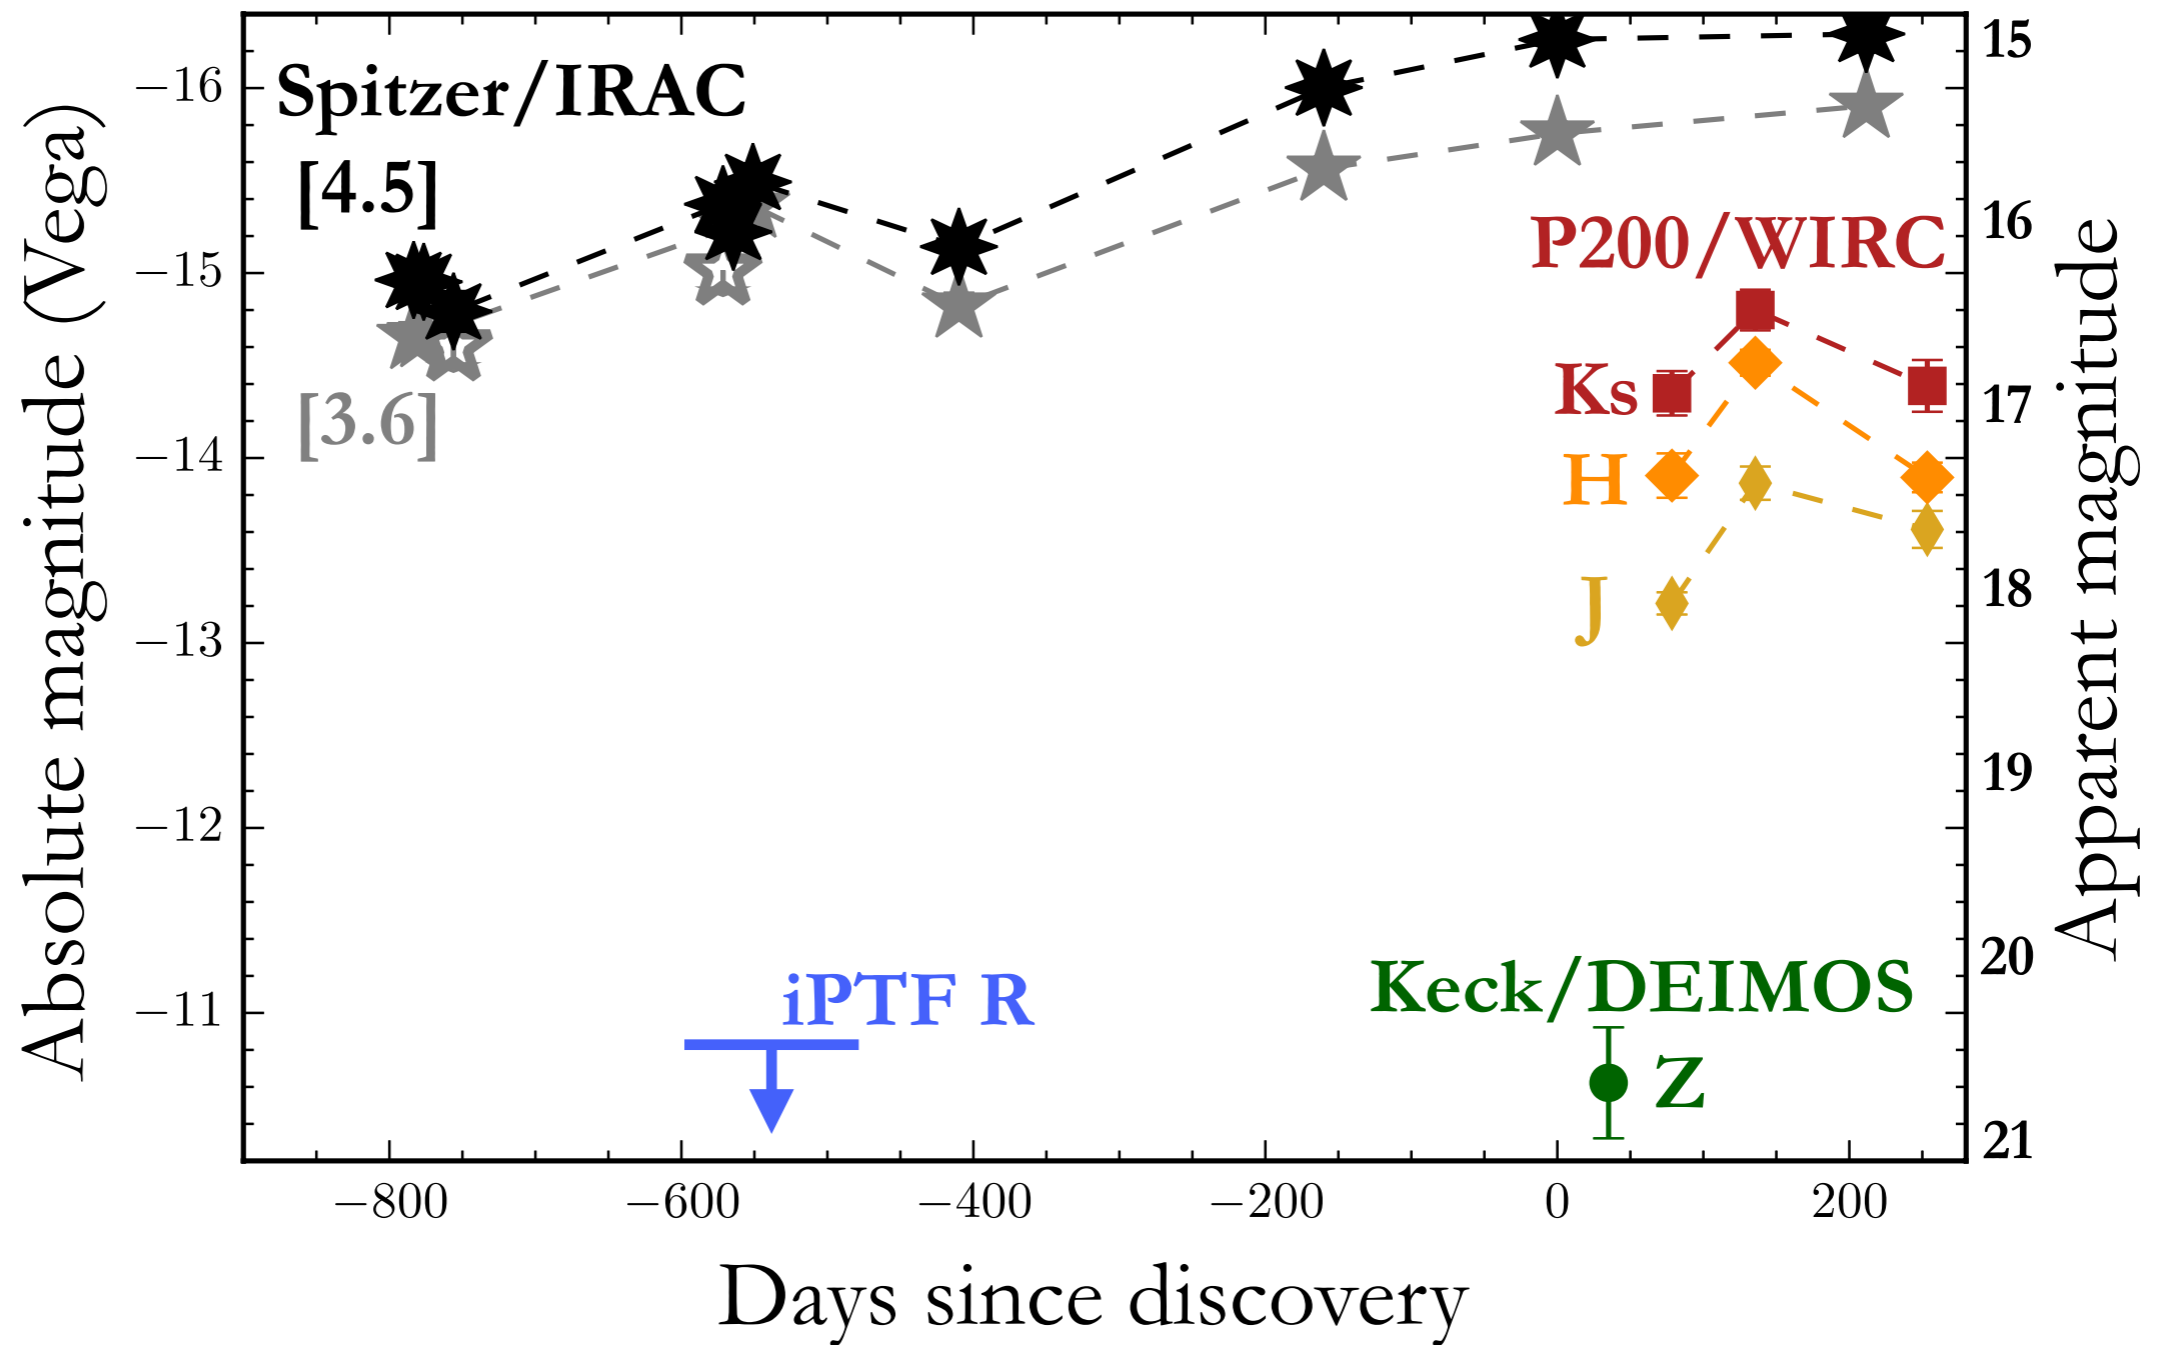 Spitzer/IRAC
[4.5]
[3.6]
P200/WIRC
Ks
H
J
iPTF R
Keck/DEIMOS
Z
Absolute magnitude (Vega)
−16
−15
−14
−13
−12
−11
Apparent magnitude
15
16
17
18
19
20
21
−800 −600 −400 −200 0 200
Days since discovery